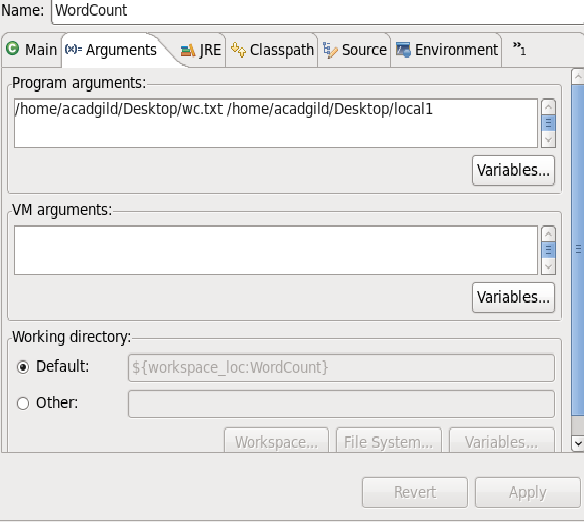 Name: WordCount
Main (x)= Arguments JRE Classpath Source Environment »1
Program arguments:
/home/acadgild/Desktop/wc.txt /home/acadgild/Desktop/local1
Variables...
VM arguments:
Variables...
Working directory:
Default: ${workspace_loc:WordCount}
Other:
Workspace... File System... Variables...
Revert Apply